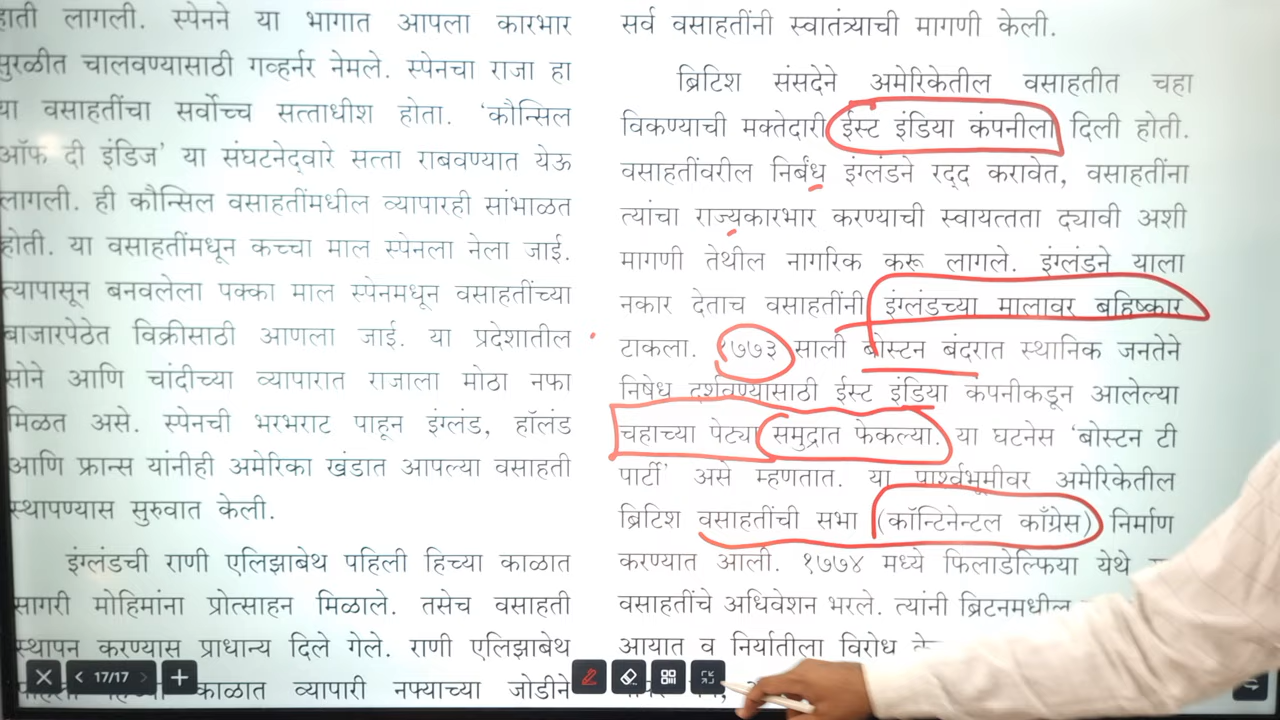 हाती लागली. स्पेनने या भागात आपला कारभार
सुरळीत चालवण्यासाठी गव्हर्नर नेमले. स्पेनचा राजा हा
या वसाहतींचा सर्वोच्च सत्ताधीश होता. ‘कौन्सिल
ऑफ दी इंडिज’ या संघटनेद्वारे सत्ता राबवण्यात येऊ
लागली. ही कौन्सिल वसाहतींमधील व्यापारही सांभाळत
होती. या वसाहतींमधून कच्चा माल स्पेनला नेला जाई.
त्यापासून बनवलेला पक्का माल स्पेनमधून वसाहतींच्या
बाजारपेठेत विक्रीसाठी आणला जाई. या प्रदेशातील
सोने आणि चांदीच्या व्यापारात राजाला मोठा नफा
मिळत असे. स्पेनची भरभराट पाहून इंग्लंड, हॉलंड
आणि फ्रान्स यांनीही अमेरिका खंडात आपल्या वसाहती
स्थापण्यास सुरुवात केली.
इंग्लंडची राणी एलिझाबेथ पहिली हिच्या काळात
सागरी मोहिमांना प्रोत्साहन मिळाले. तसेच वसाहती
स्थापन करण्यास प्राधान्य दिले गेले. राणी एलिझाबेथ
काळात व्यापारी नफ्याच्या जोडीने
सर्व वसाहतींनी स्वातंत्र्याची मागणी केली.
ब्रिटिश संसदेने अमेरिकेतील वसाहतीत चहा
विकण्याची मक्तेदारी ईस्ट इंडिया कंपनीला दिली होती.
वसाहतींवरील निर्बंध इंग्लंडने रद्द करावेत, वसाहतींना
त्यांचा राज्यकारभार करण्याची स्वायत्तता द्यावी अशी
मागणी तेथील नागरिक करू लागले. इंग्लंडने याला
नकार देताच वसाहतींनी इंग्लंडच्या मालावर बहिष्कार
टाकला. १७७३ साली बोस्टन बंदरात स्थानिक जनतेने
निषेध दर्शवण्यासाठी ईस्ट इंडिया कंपनीकडून आलेल्या
चहाच्या पेट्या समुद्रात फेकल्या. या घटनेस ‘बोस्टन टी
पार्टी’ असे म्हणतात. या पार्श्वभूमीवर अमेरिकेतील
ब्रिटिश वसाहतींची सभा (कॉन्टिनेन्टल काँग्रेस) निर्माण
करण्यात आली. १७७४ मध्ये फिलाडेल्फिया येथे
वसाहतींचे अधिवेशन भरले. त्यांनी ब्रिटनमधील
आयात व निर्यातीला विरोध
17/17